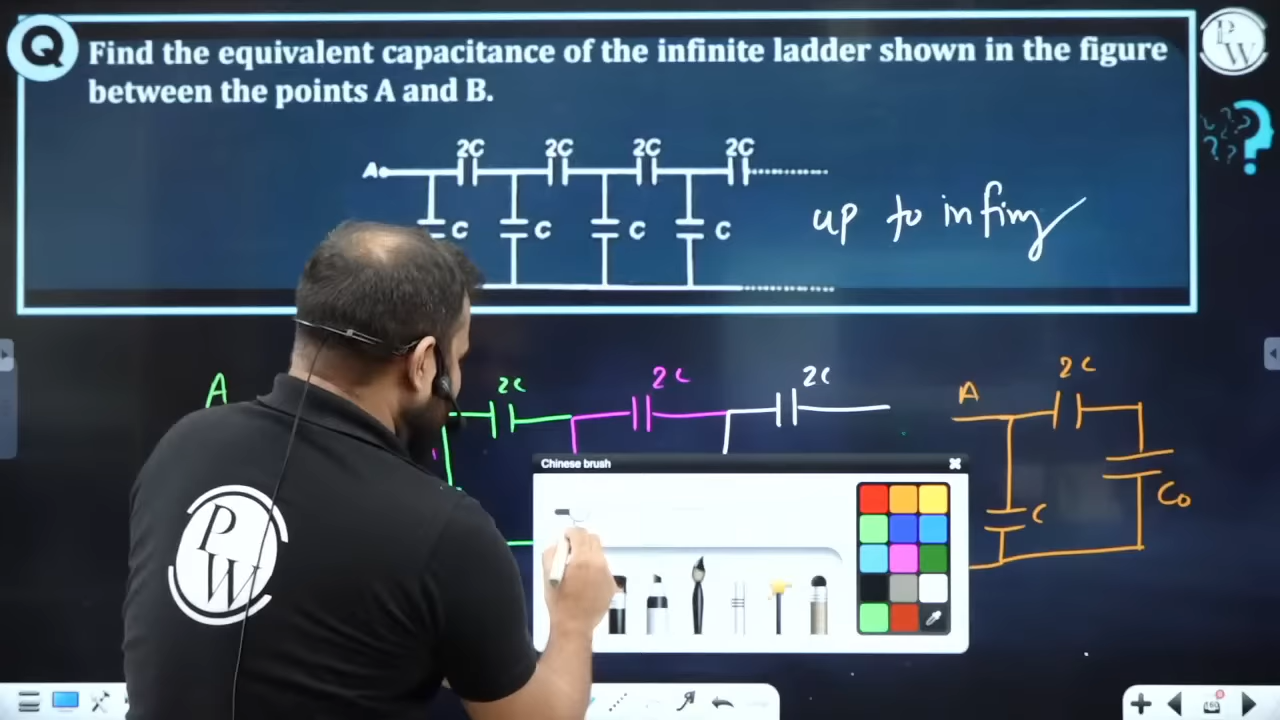 Q Find the equivalent capacitance of the infinite ladder shown in the figure
between the points A and B.
P
W
2C 2C 2C 2C
A
C C C C
up to infiny
A 2C 2C 2C
A 2C
C C₀
Chinese brush
P
W